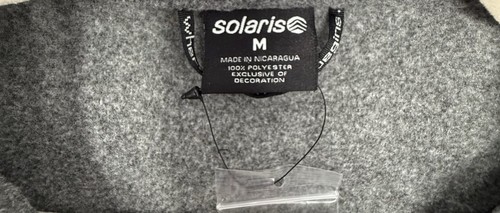 solaris
M
MADE IN NICARAGUA
100% POLYESTER
EXCLUSIVE OF
DECORATION